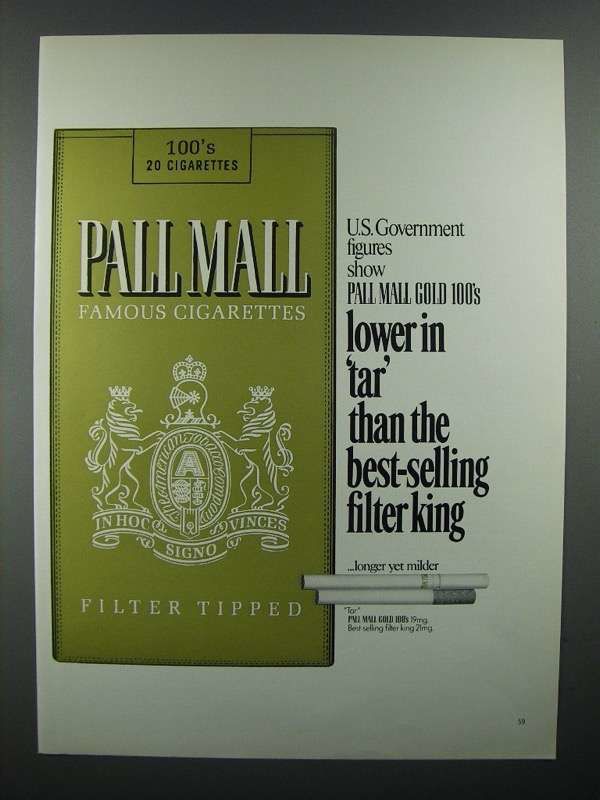 100's
20 CIGARETTES
PALL MALL
FAMOUS CIGARETTES
A
IN HOC
SIGNO
VINCES
FILTER TIPPED
U.S. Government
figures
show
PALL MALL GOLD 100's
lower in
'tar'
than the
best-selling
filter king
...longer yet milder
"Tar"
PALL MALL GOLD 100's 19mg.
Best-selling filter king 21mg.
59